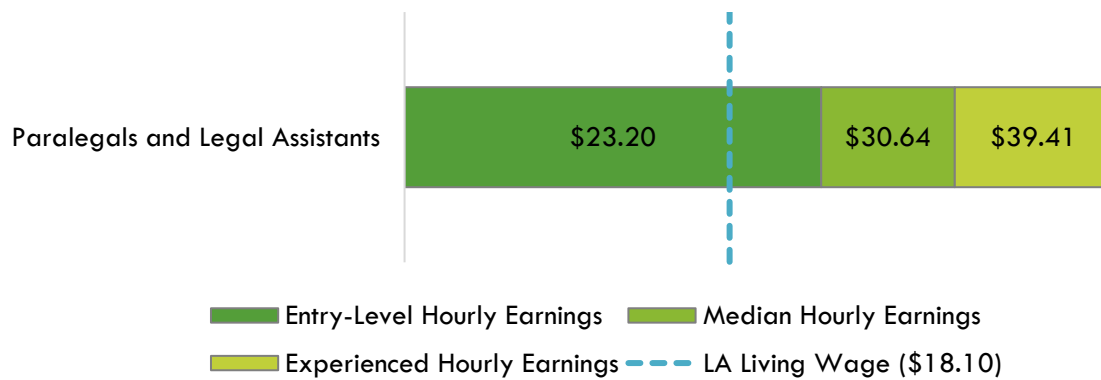 Paralegals and Legal Assistants $23.20 $30.64 $39.41
Entry-Level Hourly Earnings Median Hourly Earnings
Experienced Hourly Earnings LA Living Wage ($18.10)